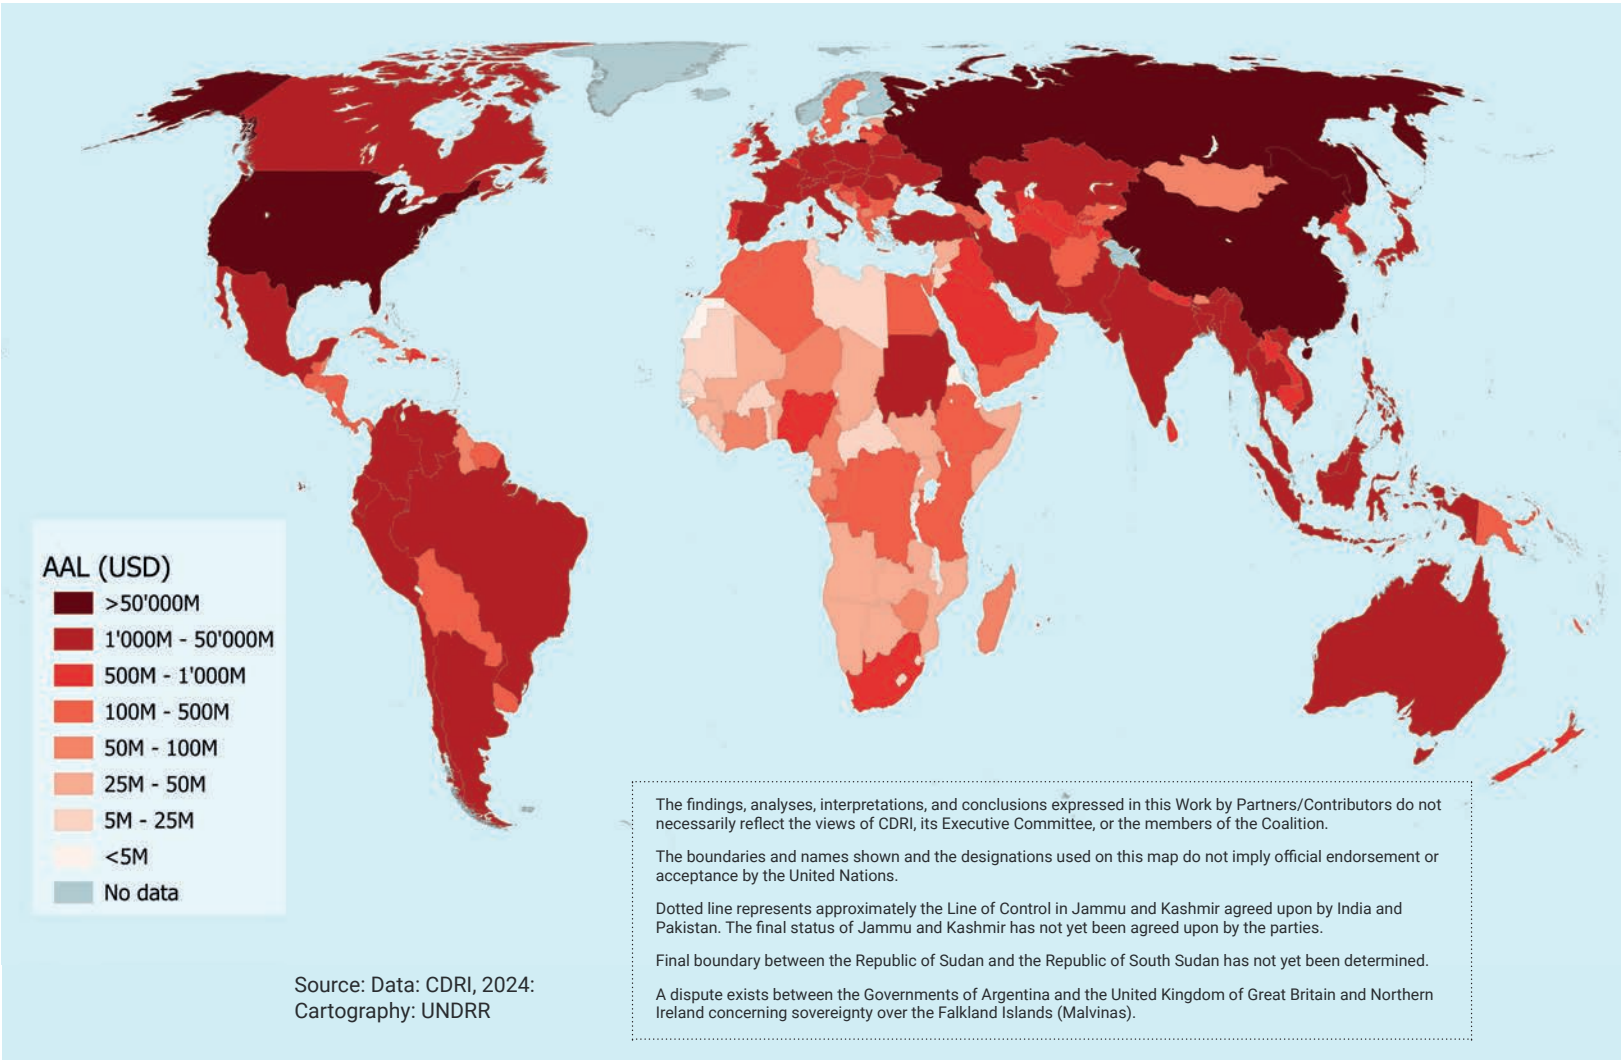 AAL (USD)
>50'000M
1'000M - 50'000M
500M - 1'000M
100M - 500M
50M - 100M
25M - 50M
5M - 25M
<5M
No data
Source: Data: CDRI, 2024:
Cartography: UNDRR
The findings, analyses, interpretations, and conclusions expressed in this Work by Partners/Contributors do not
necessarily reflect the views of CDRI, its Executive Committee, or the members of the Coalition.
The boundaries and names shown and the designations used on this map do not imply official endorsement or
acceptance by the United Nations.
Dotted line represents approximately the Line of Control in Jammu and Kashmir agreed upon by India and
Pakistan. The final status of Jammu and Kashmir has not yet been agreed upon by the parties.
Final boundary between the Republic of Sudan and the Republic of South Sudan has not yet been determined.
A dispute exists between the Governments of Argentina and the United Kingdom of Great Britain and Northern
Ireland concerning sovereignty over the Falkland Islands (Malvinas).